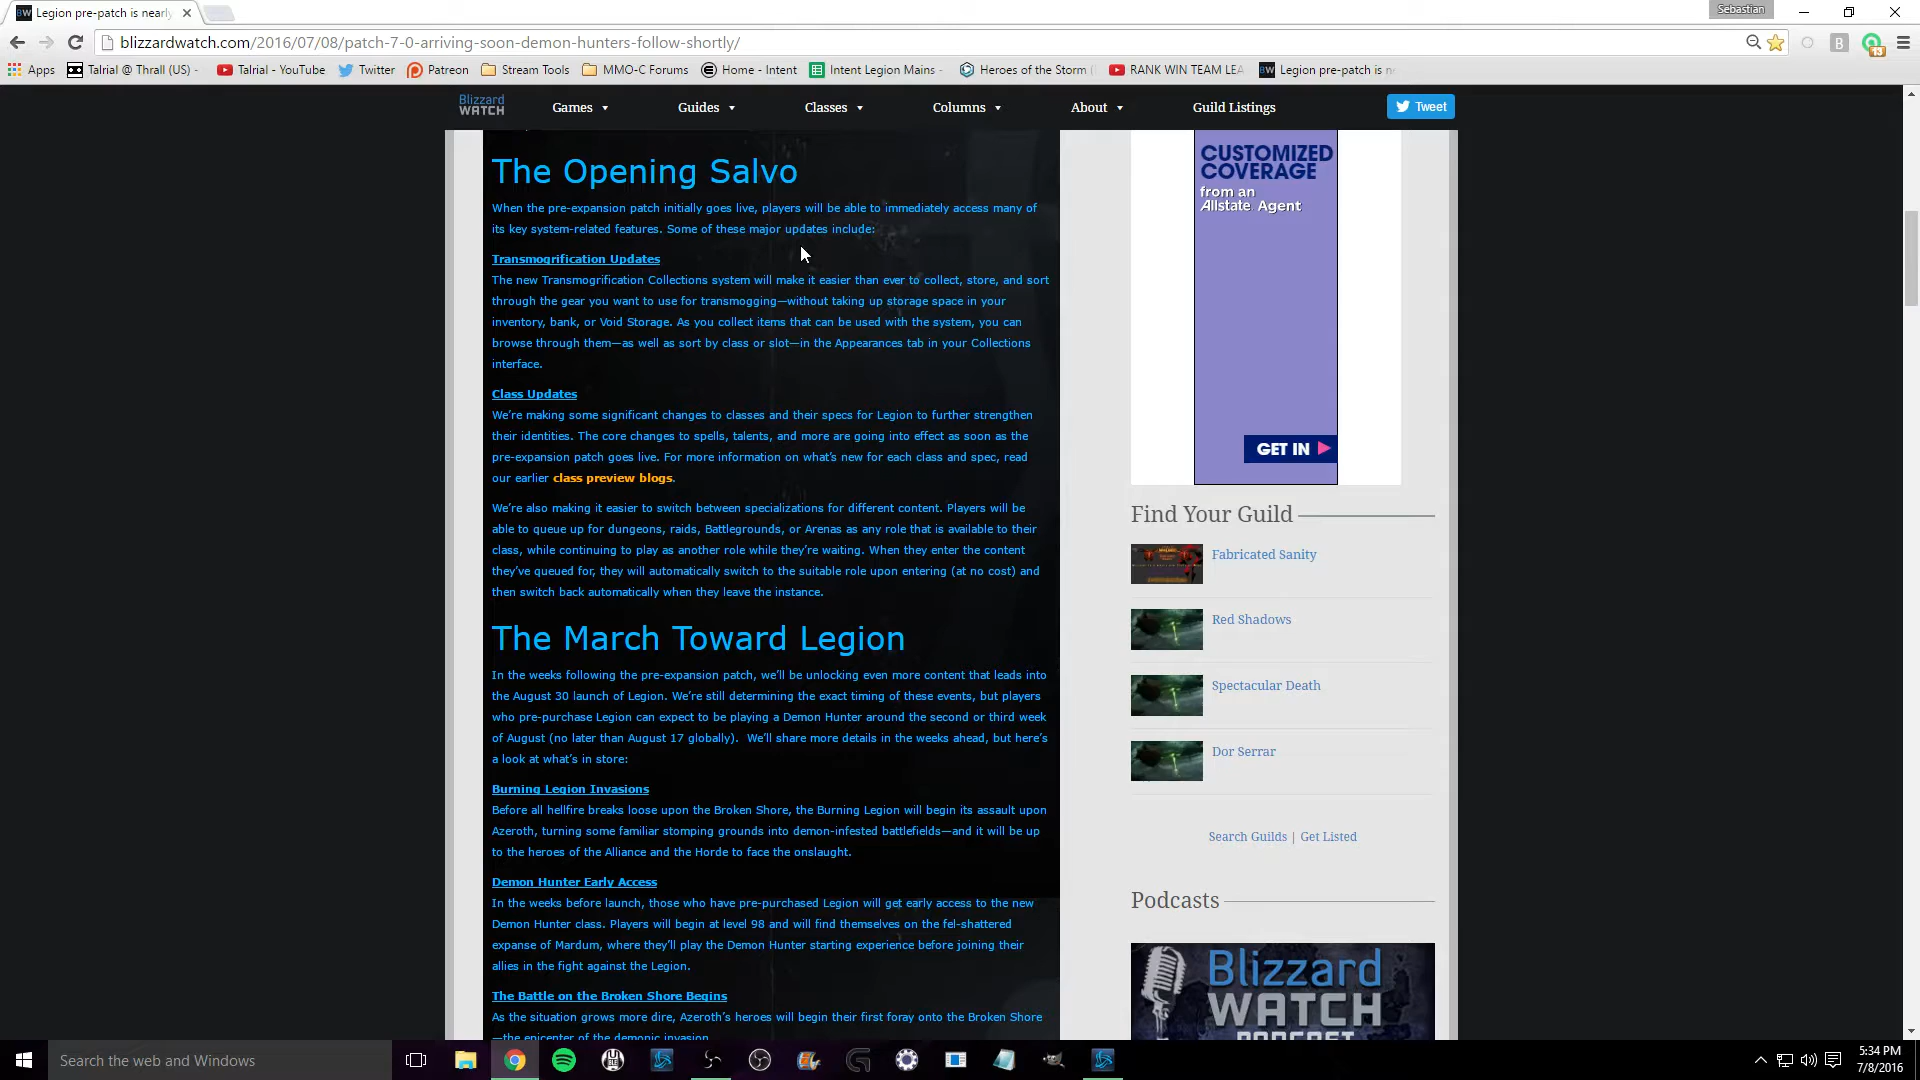 Legion pre-patch is nearly
Sebastian
blizzardwatch.com/2016/07/08/patch-7-0-arriving-soon-demon-hunters-follow-shortly/
Apps
Talrial @ Thrall (US) -
Talrial - YouTube
Twitter
Patreon
Stream Tools
MMO-C Forums
Home - Intent
Intent Legion Mains -
Heroes of the Storm
RANK WIN TEAM LEA
Legion pre-patch is n
Blizzard WATCH
Games
Guides
Classes
Columns
About
Guild Listings
Tweet
The Opening Salvo
When the pre-expansion patch initially goes live, players will be able to immediately access many of
its key system-related features. Some of these major updates include:
Transmogrification Updates
The new Transmogrification Collections system will make it easier than ever to collect, store, and sort
through the gear you want to use for transmogging—without taking up storage space in your
inventory, bank, or Void Storage. As you collect items that can be used with the system, you can
browse through them—as well as sort by class or slot—in the Appearances tab in your Collections
interface.
Class Updates
We're making some significant changes to classes and their specs for Legion to further strengthen
their identities. The core changes to spells, talents, and more are going into effect as soon as the
pre-expansion patch goes live. For more information on what's new for each class and spec, read
our earlier class preview blogs.
We're also making it easier to switch between specializations for different content. Players will be
able to queue up for dungeons, raids, Battlegrounds, or Arenas as any role that is available to their
class, while continuing to play as another role while they're waiting. When they enter the content
they've queued for, they will automatically switch to the suitable role upon entering (at no cost) and
then switch back automatically when they leave the instance.
The March Toward Legion
In the weeks following the pre-expansion patch, we'll be unlocking even more content that leads into
the August 30 launch of Legion. We're still determining the exact timing of these events, but players
who pre-purchase Legion can expect to be playing a Demon Hunter around the second or third week
of August (no later than August 17 globally).  We'll share more details in the weeks ahead, but here's
a look at what's in store:
Burning Legion Invasions
Before all hellfire breaks loose upon the Broken Shore, the Burning Legion will begin its assault upon
Azeroth, turning some familiar stomping grounds into demon-infested battlefields—and it will be up
to the heroes of the Alliance and the Horde to face the onslaught.
Demon Hunter Early Access
In the weeks before launch, those who have pre-purchased Legion will get early access to the new
Demon Hunter class. Players will begin at level 98 and will find themselves on the fel-shattered
expanse of Mardum, where they'll play the Demon Hunter starting experience before joining their
allies in the fight against the Legion.
The Battle on the Broken Shore Begins
As the situation grows more dire, Azeroth's heroes will begin their first foray onto the Broken Shore
—the epicenter of the demonic invasion.
CUSTOMIZED
COVERAGE
from an
Allstate Agent
GET IN
Find Your Guild
Fabricated Sanity
Red Shadows
Spectacular Death
Dor Serrar
Search Guilds | Get Listed
Podcasts
Blizzard
WATCH
PODCAST
Search the web and Windows
5:34 PM
7/8/2016